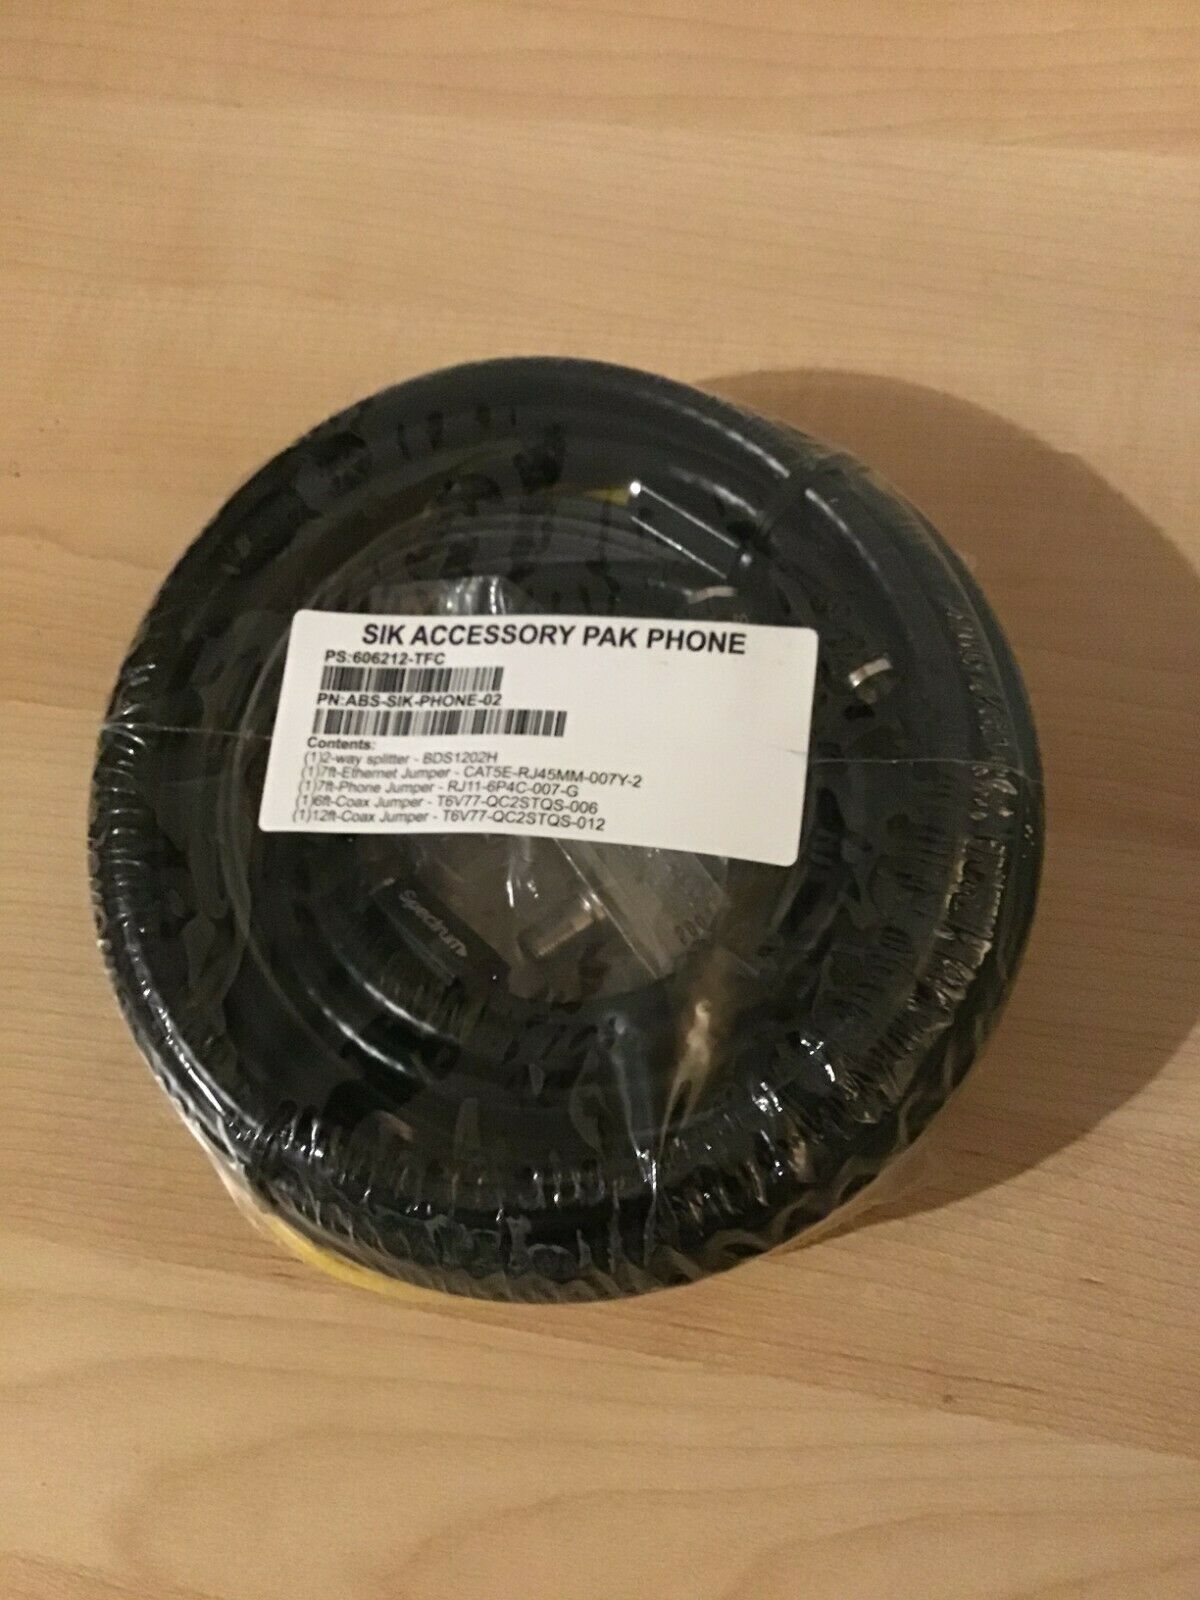 SIK ACCESSORY PAK PHONE
PS:606212-TFC
PN:ABS-SIK-PHONE-02
Contents:
(1)2-way splitter - BDS1202H
(1)7ft-Ethernet Jumper - CAT5E-RJ45MM-007Y-2
(1)7ft-Phone Jumper - RJ11-6P4C-007-G
(1)6ft-Coax Jumper - T6V77-QC2STQS-006
(1)12ft-Coax Jumper - T6V77-QC2STQS-012
Spectrum